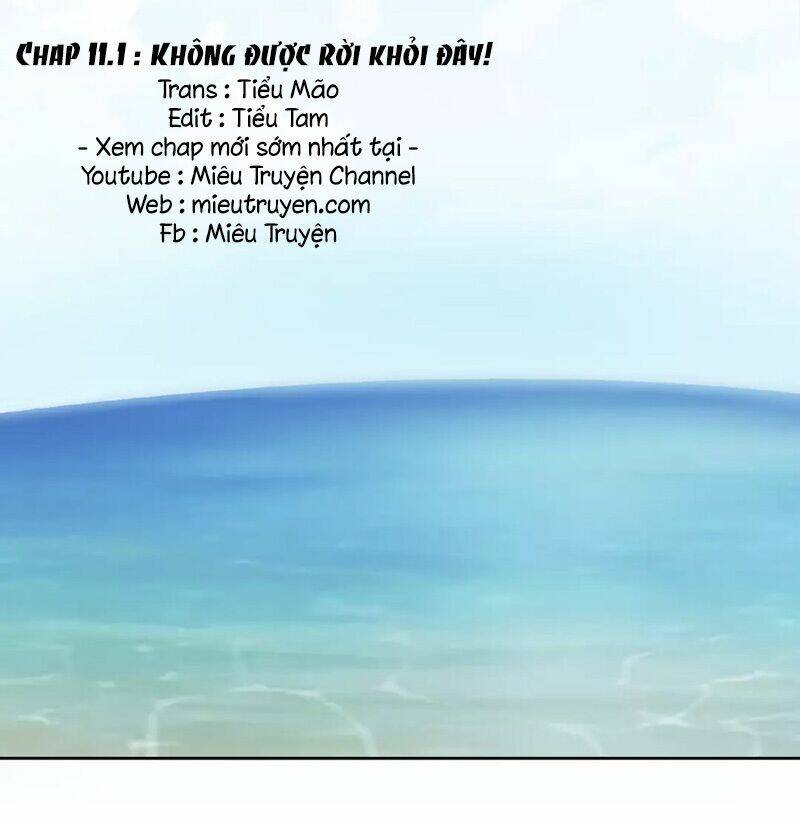 Chap 11.1 : Không được rời khỏi đây!
Trans : Tiểu Mão
Edit : Tiểu Tam
- Xem chap mới sớm nhất tại -
Youtube : Miêu Truyện Channel
Web : mieutruyen.com
Fb : Miêu Truyện